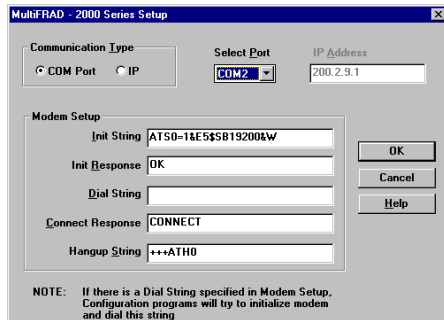 MultiFRAD - 2000 Series Setup
Communication Type
COM Port IP
Select Port
COM2
IP Address
200.2.9.1
Modem Setup
Init String ATS0=1&E5$SB19200&W
Init Response OK
Dial String
Connect Response CONNECT
Hangup String +++ATH0
OK
Cancel
Help
NOTE: If there is a Dial String specified in Modem Setup,
Configuration programs will try to initialize modem
and dial this string